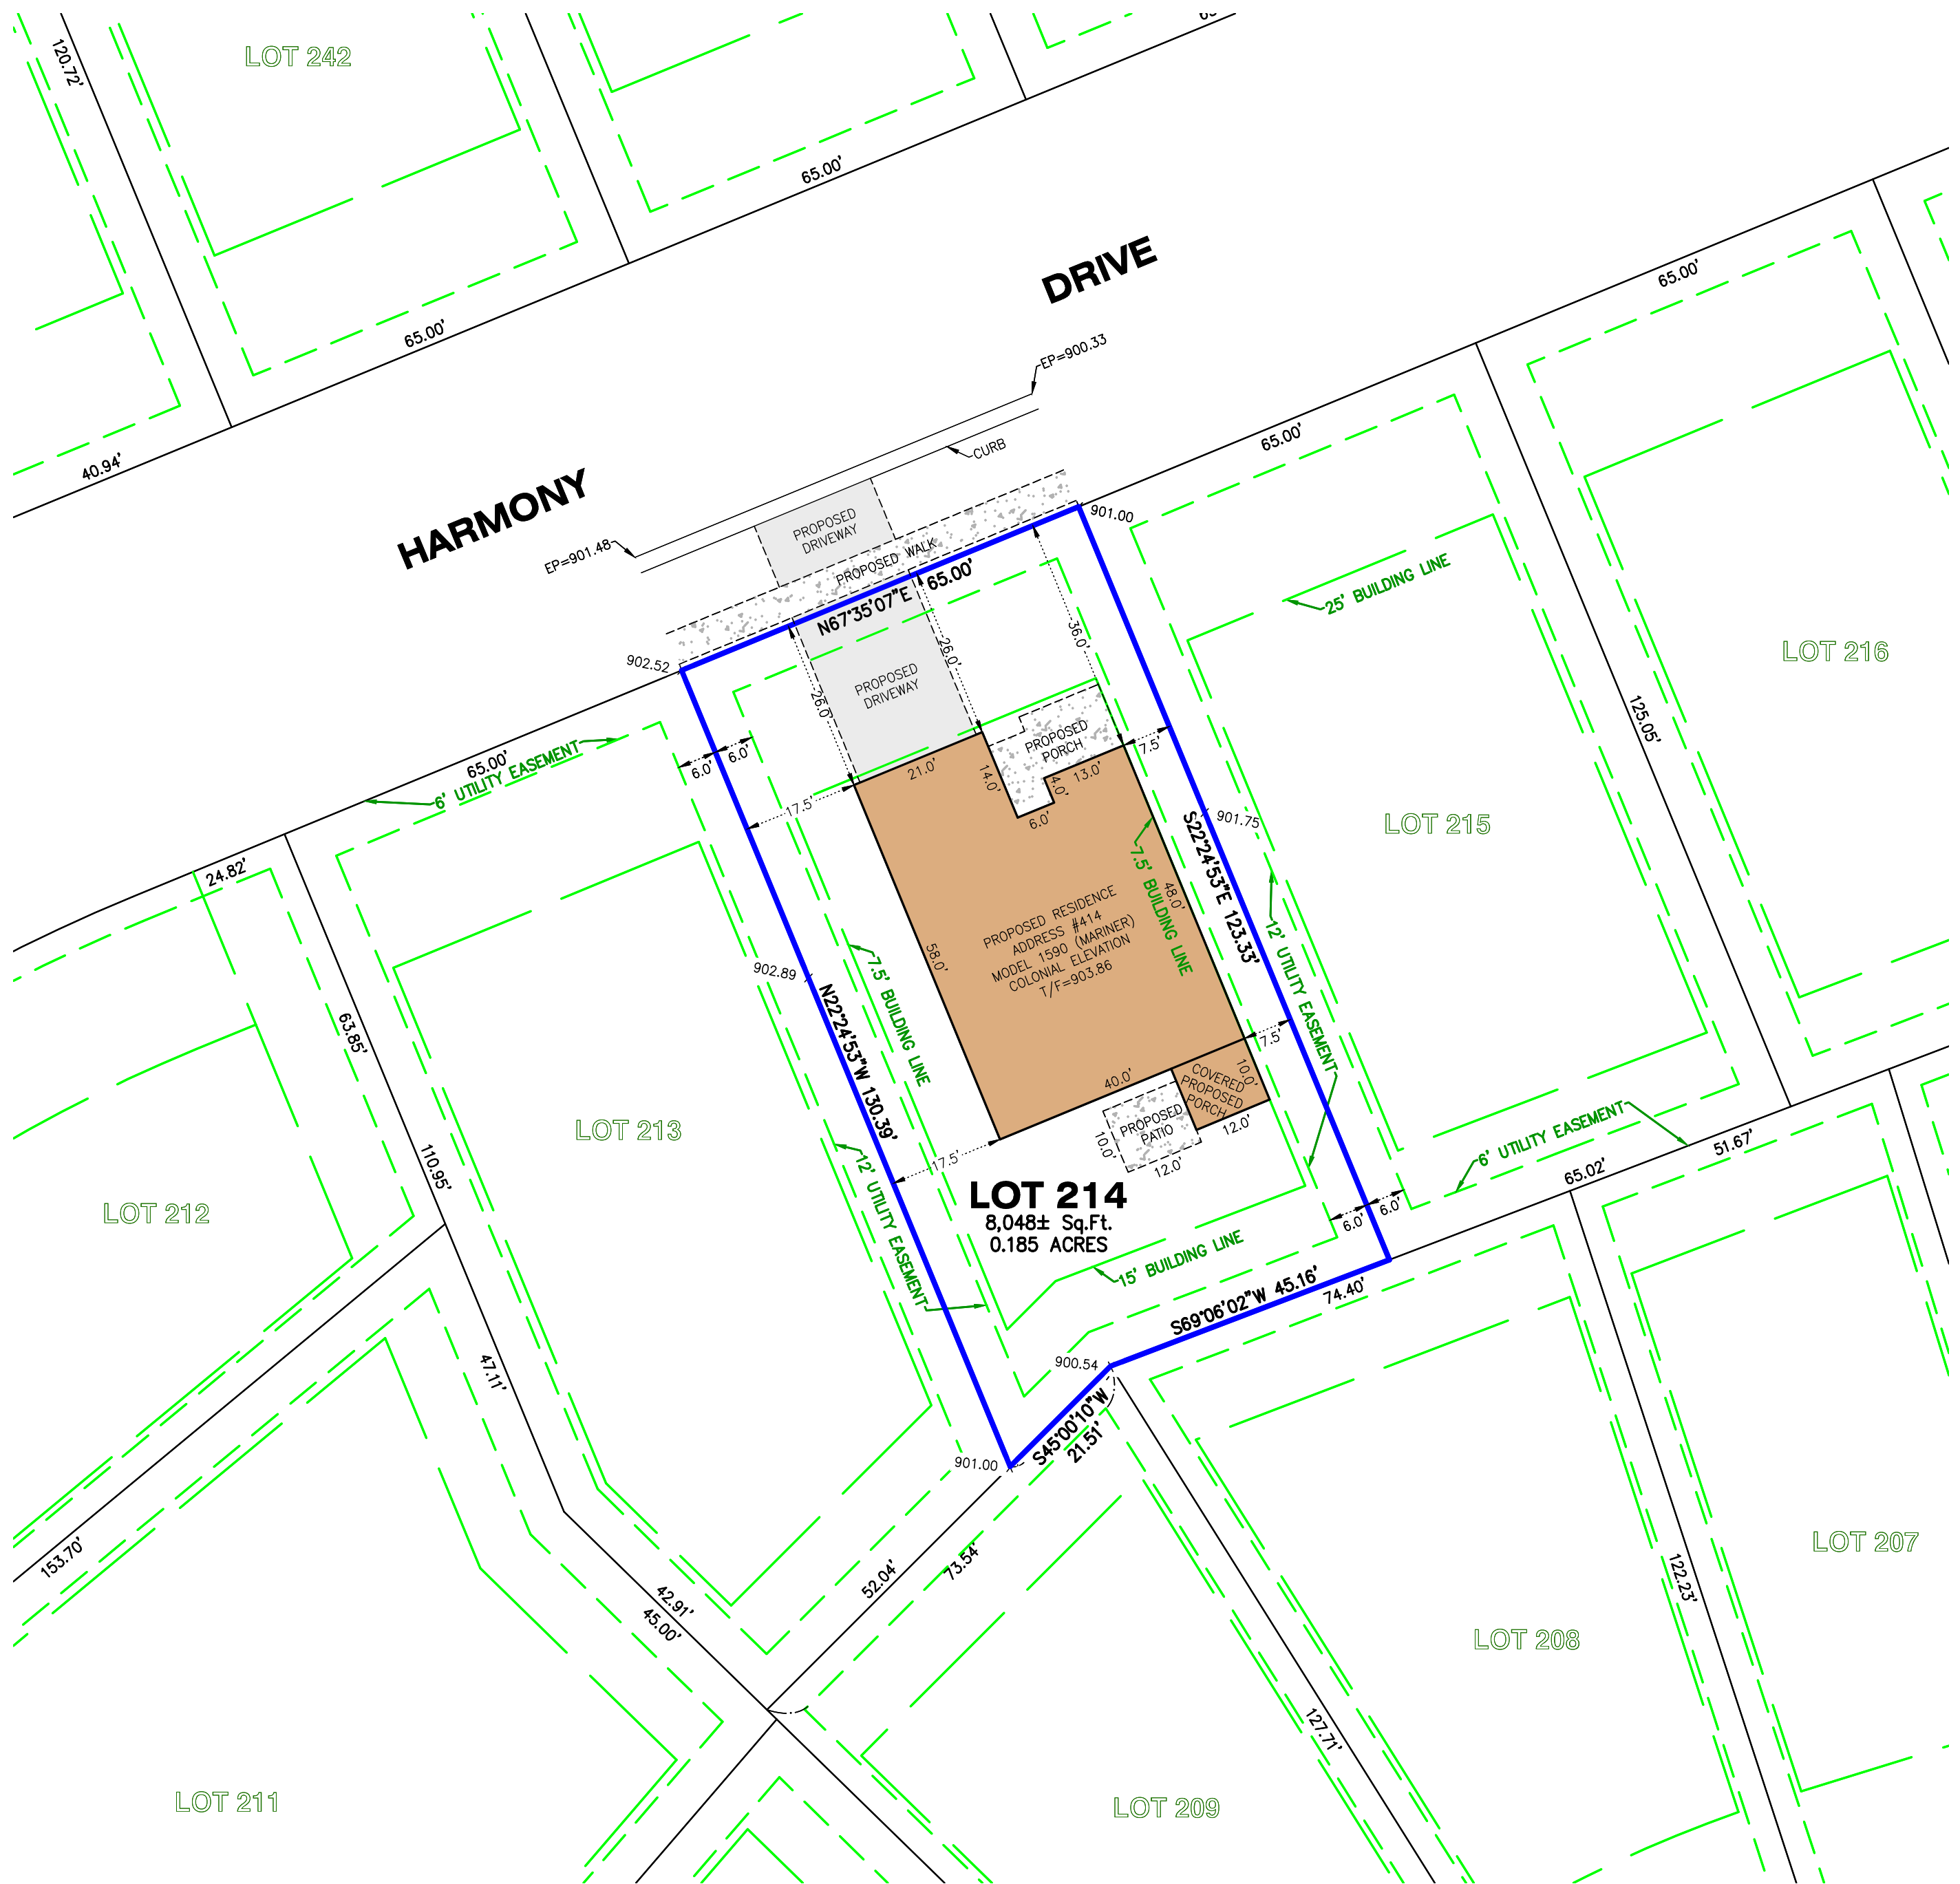 120.72'
LOT 242
65.00'
DRIVE
65.00'
65.00'
40.94'
EP=900.33
CURB
65.00'
HARMONY
EP=901.48
PROPOSED
DRIVEWAY
PROPOSED WALK
901.00
N67°35'07"E 65.00'
25' BUILDING LINE
902.52
LOT 216
36.0'
26.0'
26.0'
PROPOSED
DRIVEWAY
125.05'
PROPOSED
PORCH
7.5'
65.00'
6' UTILITY EASEMENT
6.0'
6.0'
21.0'
14.0'
4.0'
13.0'
6.0'
17.5'
LOT 215
901.75
S22°24'53"E 123.33'
24.82'
7.5' BUILDING LINE
48.0'
12' UTILITY EASEMENT
PROPOSED RESIDENCE
ADDRESS #414
MODEL 1590 (MARINER)
COLONIAL ELEVATION
T/F=903.86
58.0'
902.89
7.5' BUILDING LINE
N22°24'53"W 130.39'
63.85'
7.5'
LOT 213
40.0'
10.0'
COVERED
PROPOSED
PORCH
12.0'
PROPOSED
PATIO
10.0'
12.0'
17.5'
6' UTILITY EASEMENT
51.67'
65.02'
110.95'
12' UTILITY EASEMENT
LOT 212
LOT 214
8,048± Sq.Ft.
0.185 ACRES
6.0'
6.0'
15' BUILDING LINE
S69°06'02"W 45.16'
74.40'
900.54
47.11'
S45°00'10"W
21.51'
901.00
153.70'
52.04'
73.54'
42.91'
45.00'
122.23'
LOT 207
LOT 208
127.71'
LOT 211
LOT 209